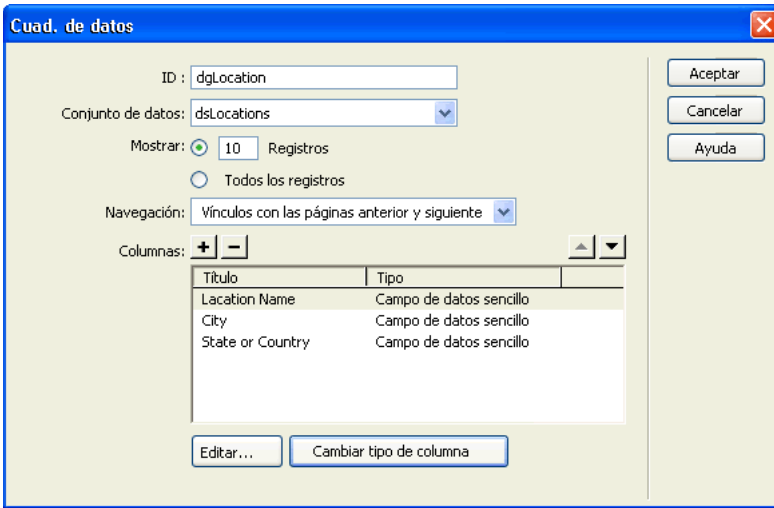 Cuad. de datos
ID : dgLocation
Aceptar
Conjunto de datos: dsLocations
Cancelar
Mostrar: 10 Registros
Ayuda
Todos los registros
Navegación: Vínculos con las páginas anterior y siguiente
Columnas: + −
Título Tipo
Lacation Name Campo de datos sencillo
City Campo de datos sencillo
State or Country Campo de datos sencillo
Editar... Cambiar tipo de columna